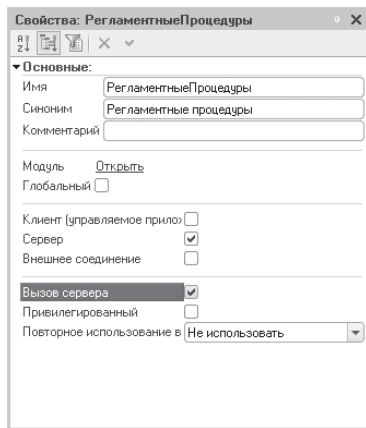 Свойства: РегламентныеПроцедуры
Основные:
Имя РегламентныеПроцедуры
Синоним Регламентные процедуры
Комментарий
Модуль Открыть
Глобальный
Клиент (управляемое прило
Сервер
Внешнее соединение
Вызов сервера
Привилегированный
Повторное использование в Не использовать